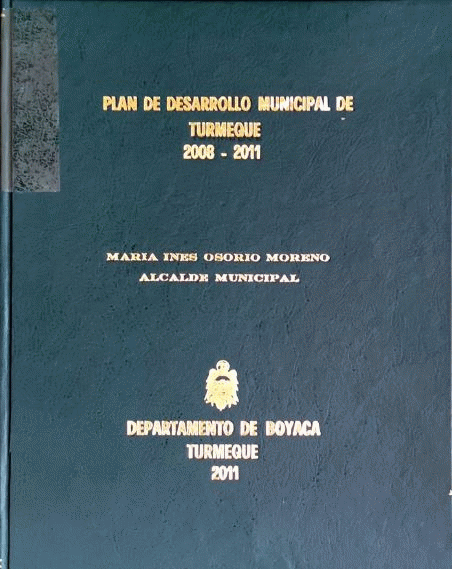 PLAN DE DESARROLLO MUNICIPAL DE
TURMEQUE
2008 - 2011
MARIA INES OSORIO MORENO
ALCALDE MUNICIPAL
DEPARTAMENTO DE BOYACA
TURMEQUE
2011